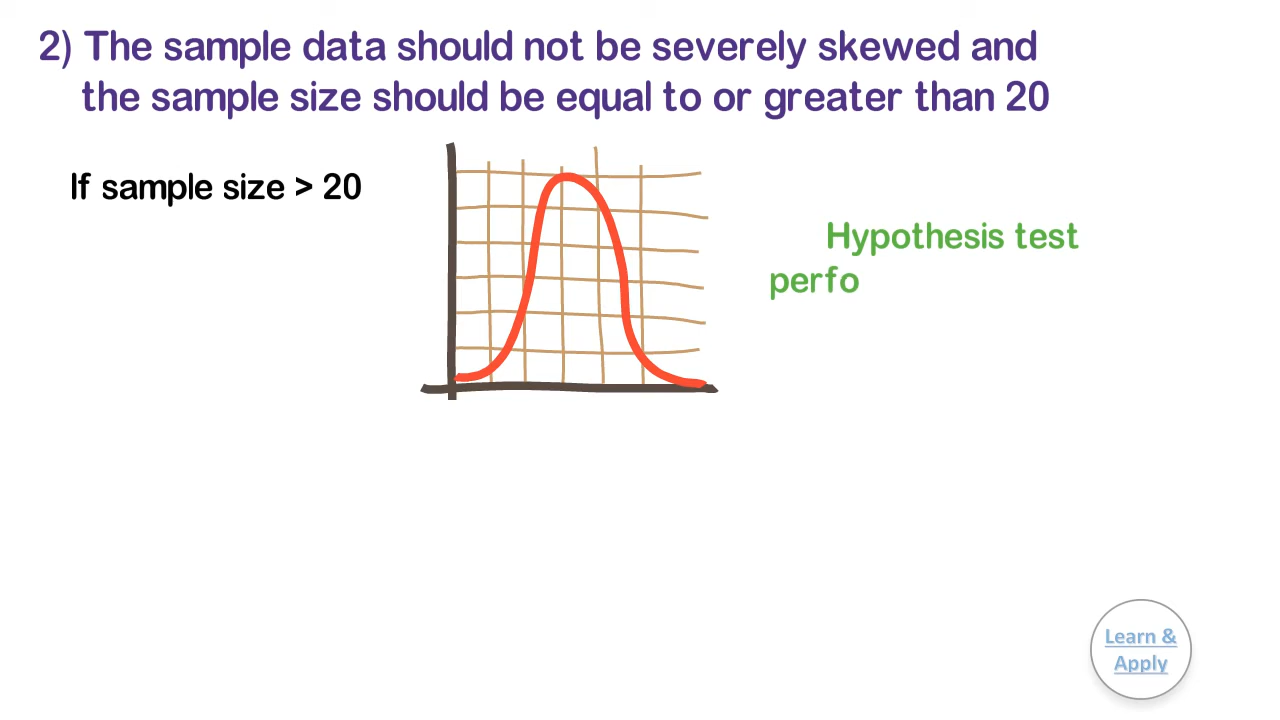 2) The sample data should not be severely skewed and
the sample size should be equal to or greater than 20
If sample size > 20
Hypothesis test
perfo
Learn &
Apply